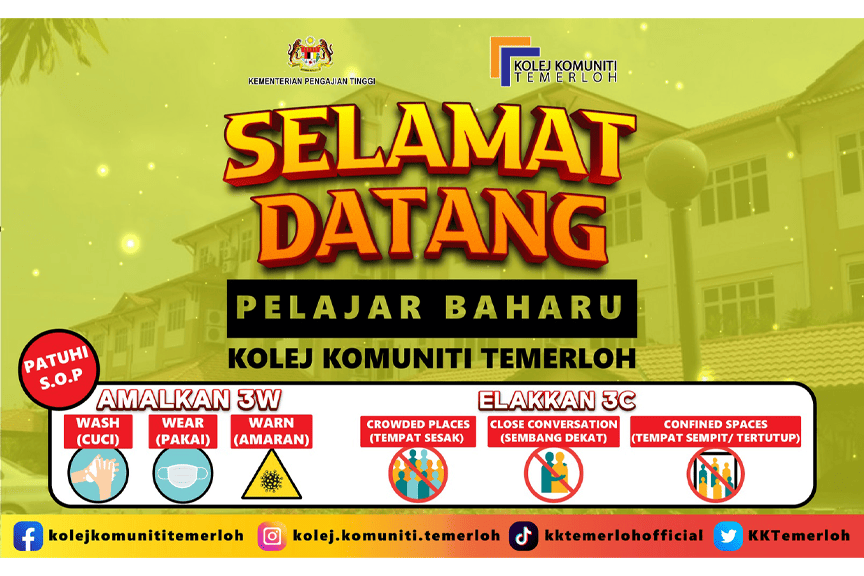 KEMENTERIAN PENGAJIAN TINGGI
KOLEJ KOMUNITI
TEMERLOH
SELAMAT
DATANG
PELAJAR BAHARU
KOLEJ KOMUNITI TEMERLOH
PATUHI
S.O.P
AMALKAN 3W
WASH
(CUCI)
WEAR
(PAKAI)
WARN
(AMARAN)
ELAKKAN 3C
CROWDED PLACES
(TEMPAT SESAK)
CLOSE CONVERSATION
(SEMBANG DEKAT)
CONFINED SPACES
(TEMPAT SEMPIT/ TERTUTUP)
kolejkomunititemerloh
kolej.komuniti.temerloh
kktemerlohofficial
KKTemerloh